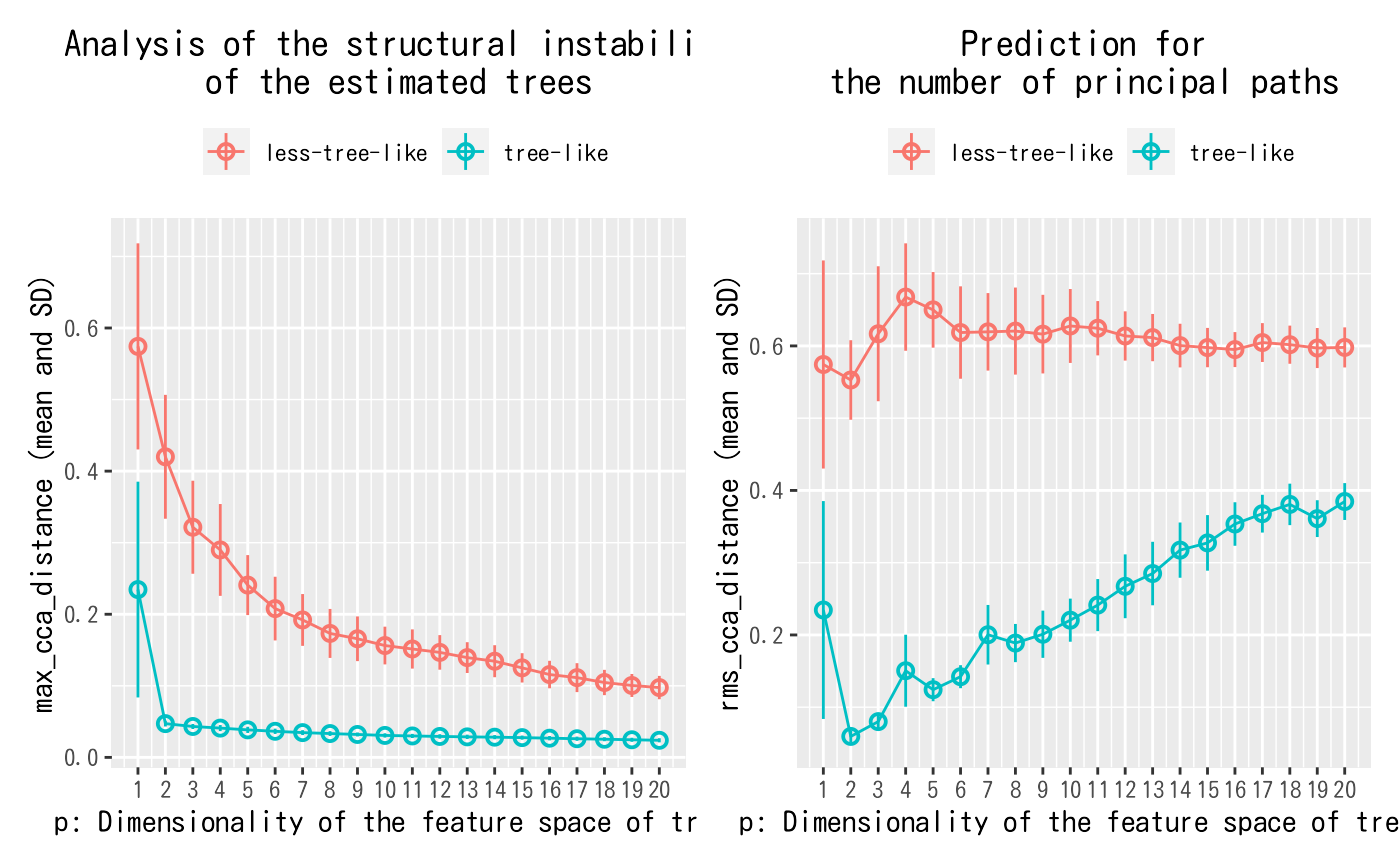 Analysis of the structural instabili
of the estimated trees
less-tree-like
tree-like
max_cca_distance (mean and SD)
0.6
0.4
0.2
0.0
1 2 3 4 5 6 7 8 9 10 11 12 13 14 15 16 17 18 19 20
p: Dimensionality of the feature space of tr
Prediction for
the number of principal paths
less-tree-like
tree-like
rms_cca_distance (mean and SD)
0.6
0.4
0.2
1 2 3 4 5 6 7 8 9 10 11 12 13 14 15 16 17 18 19 20
p: Dimensionality of the feature space of tre